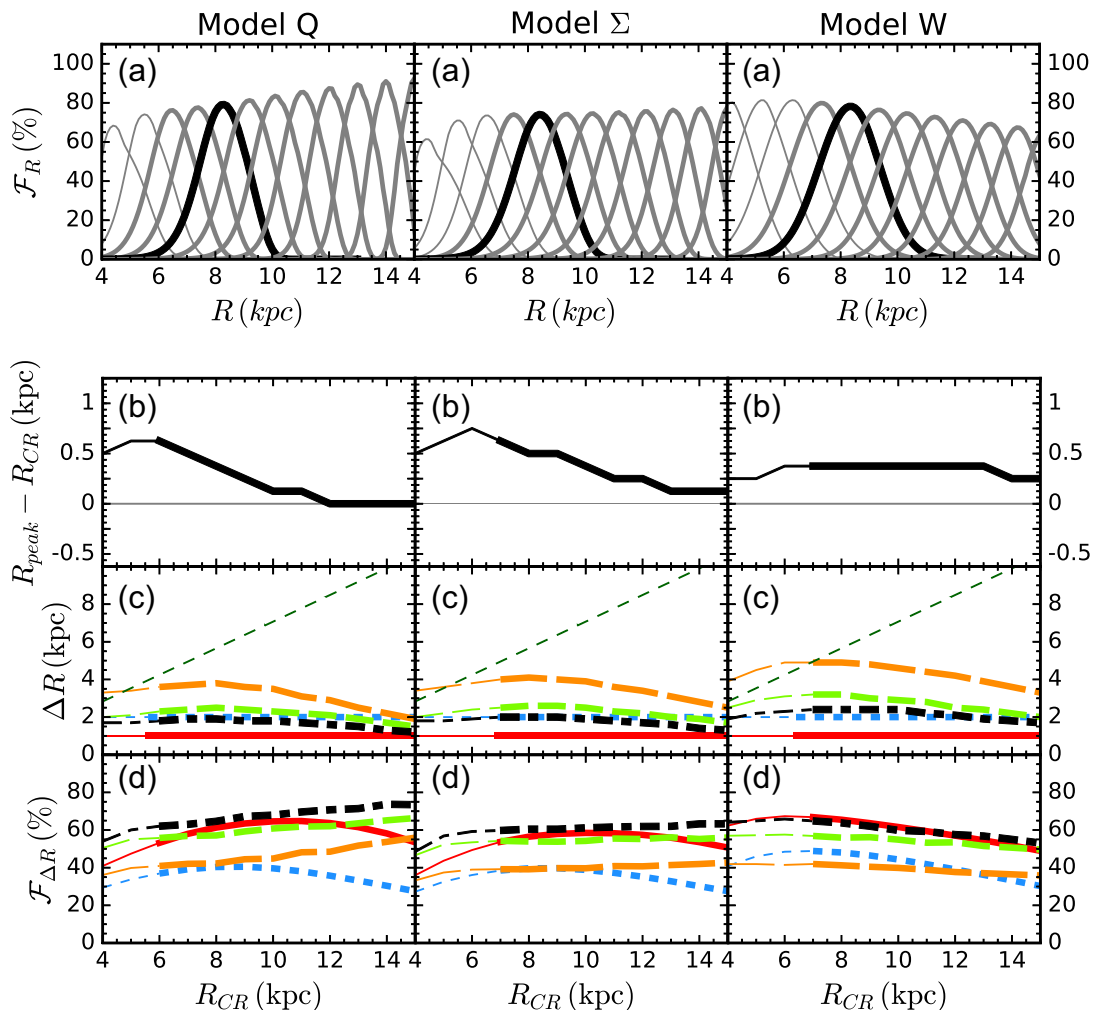 Model Q Model Σ Model W
(a) (a) (a)
100 80 60 40 20 0
100 80 60 40 20 0
F_R (%)
4 6 8 10 12 14 4 6 8 10 12 14 4 6 8 10 12 14
R (kpc) R (kpc) R (kpc)
(b) (b) (b)
1 0.5 0 -0.5
1 0.5 0 -0.5
R_peak − R_CR (kpc)
(c) (c) (c)
8 6 4 2 0
8 6 4 2 0
ΔR (kpc)
(d) (d) (d)
80 60 40 20 0
80 60 40 20 0
F_ΔR (%)
4 6 8 10 12 14 4 6 8 10 12 14 4 6 8 10 12 14
R_CR (kpc) R_CR (kpc) R_CR (kpc)